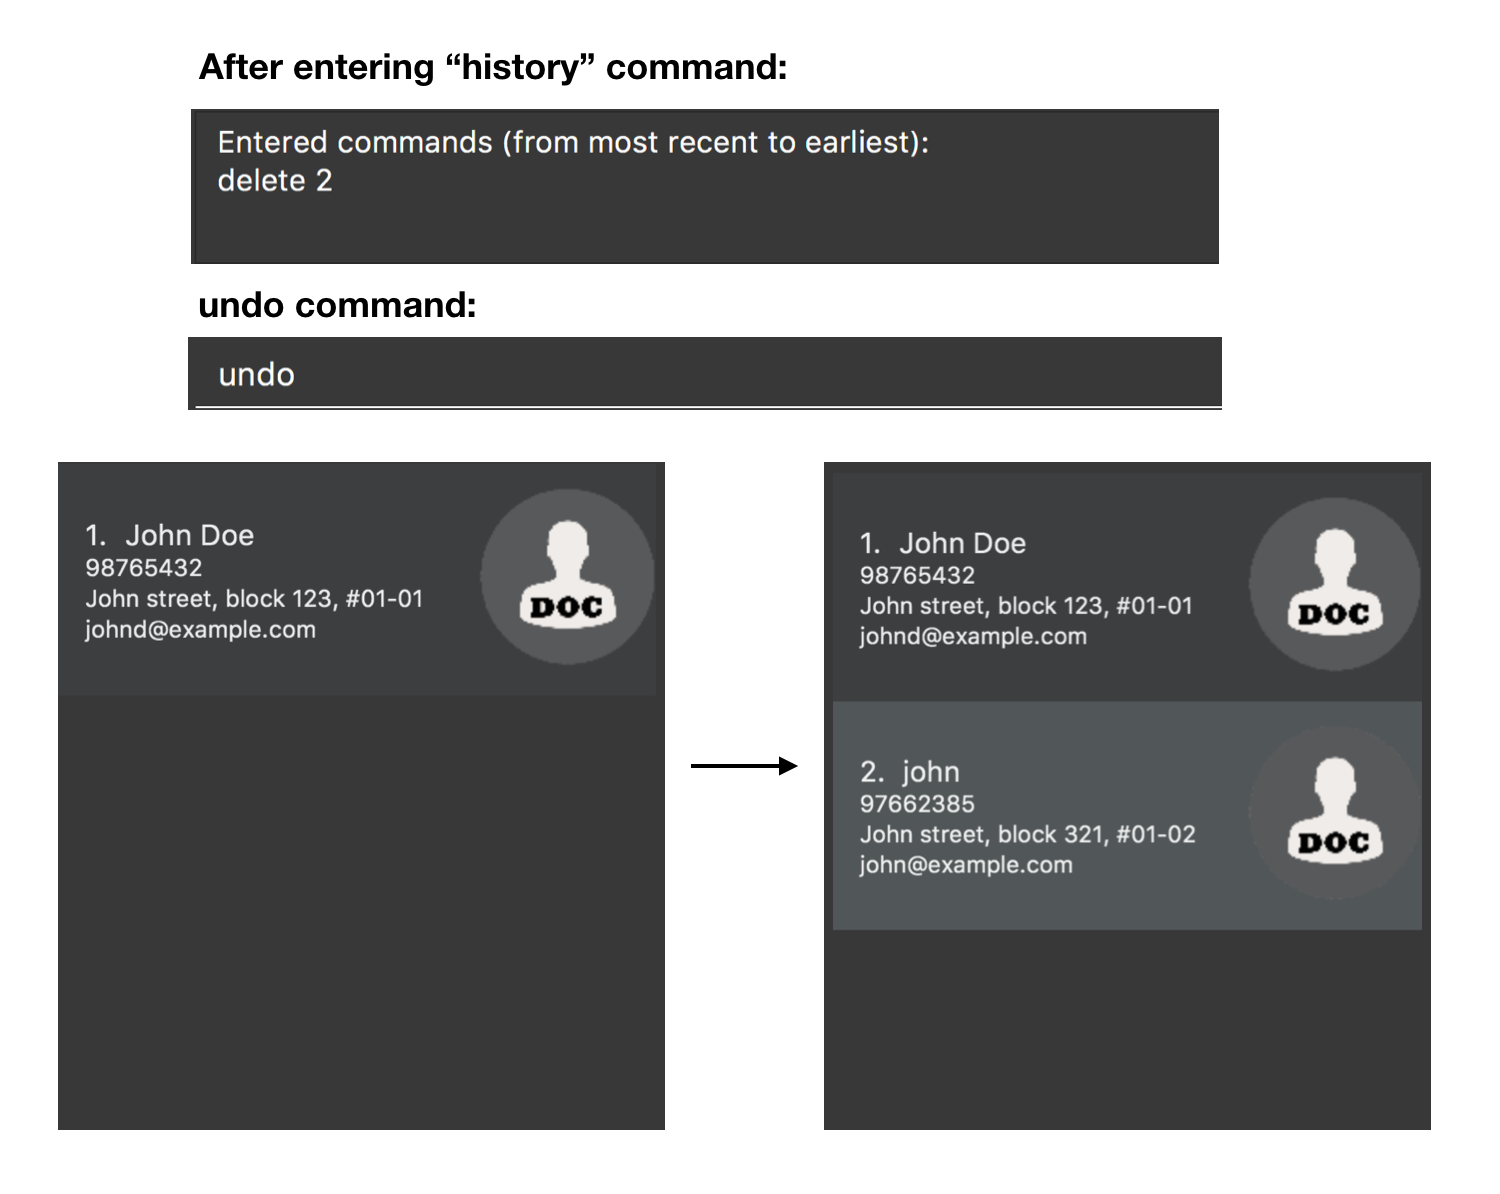 After entering “history” command:
Entered commands (from most recent to earliest):
delete 2
undo command:
undo
1. John Doe
98765432
John street, block 123, #01-01
johnd@example.com
DOC
1. John Doe
98765432
John street, block 123, #01-01
johnd@example.com
DOC
2. john
97662385
John street, block 321, #01-02
john@example.com
DOC